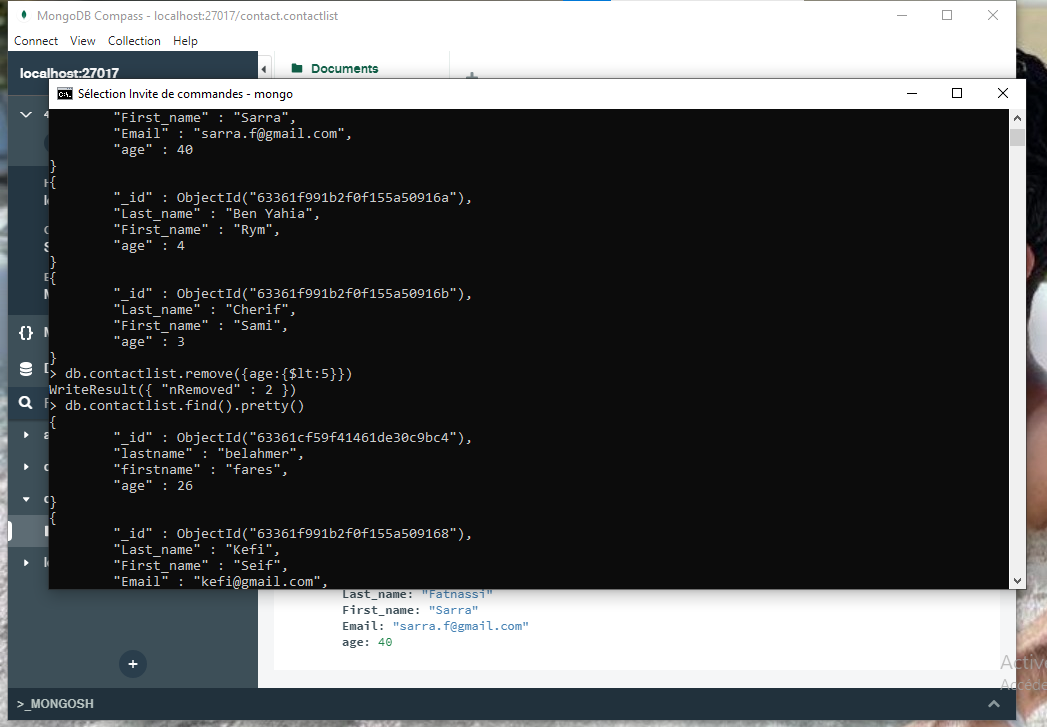 MongoDB Compass - localhost:27017/contact.contactlist
Connect View Collection Help
localhost:27017
Documents
Sélection Invite de commandes - mongo
"First_name" : "Sarra",
"Email" : "sarra.f@gmail.com",
"age" : 40
}
{
"_id" : ObjectId("63361f991b2f0f155a50916a"),
"Last_name" : "Ben Yahia",
"First_name" : "Rym",
"age" : 4
}
{
"_id" : ObjectId("63361f991b2f0f155a50916b"),
"Last_name" : "Cherif",
"First_name" : "Sami",
"age" : 3
}
> db.contactlist.remove({age:{$lt:5}})
WriteResult({ "nRemoved" : 2 })
> db.contactlist.find().pretty()
{
"_id" : ObjectId("63361cf59f41461de30c9bc4"),
"lastname" : "belahmer",
"firstname" : "fares",
"age" : 26
}
{
"_id" : ObjectId("63361f991b2f0f155a509168"),
"Last_name" : "Kefi",
"First_name" : "Seif",
"Email" : "kefi@gmail.com",
Last_name: "Fatnassi"
First_name: "Sarra"
Email: "sarra.f@gmail.com"
age: 40
>_MONGOSH